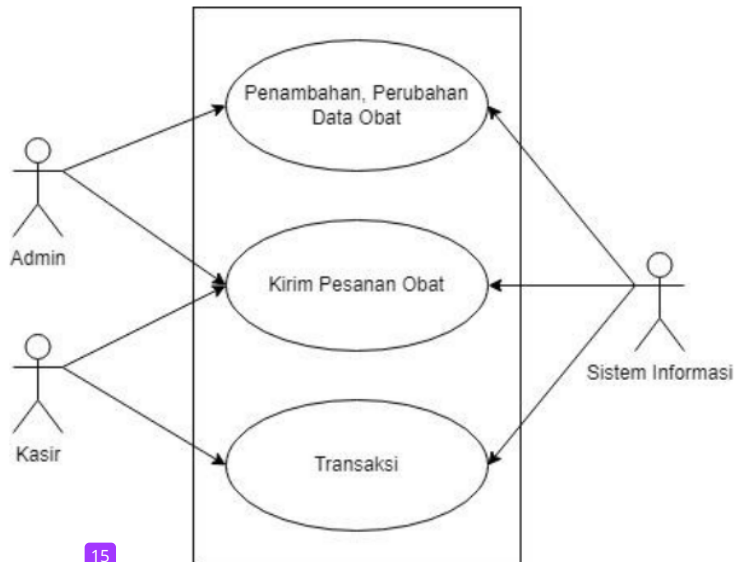 Penambahan, Perubahan
Data Obat
Admin
Kirim Pesanan Obat
Sistem Informasi
Kasir
Transaksi
15